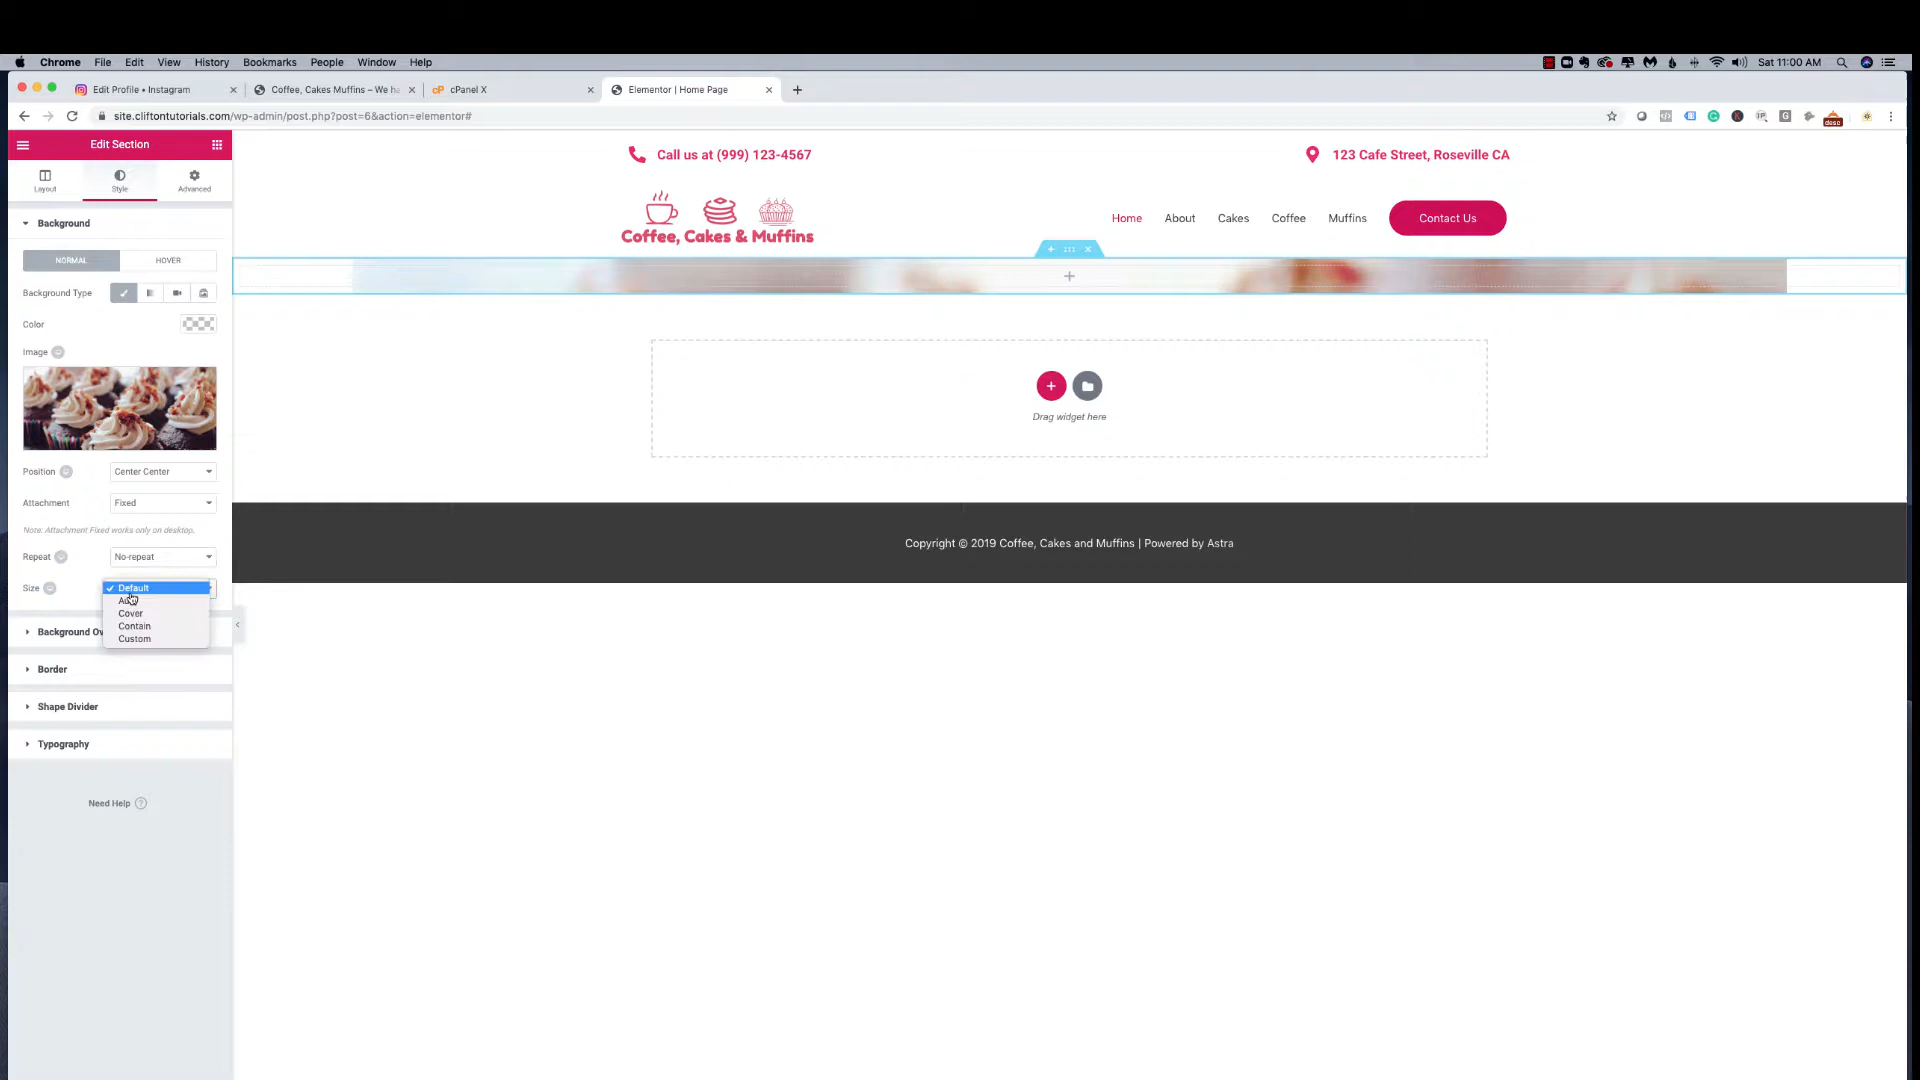 Chrome File Edit View History Bookmarks People Window Help
Sat 11:00 AM
Edit Profile • Instagram
Coffee, Cakes Muffins – We ha
cPanel X
Elementor | Home Page
site.cliftontutorials.com/wp-admin/post.php?post=6&action=elementor#
desc
Edit Section
Call us at (999) 123-4567
123 Cafe Street, Roseville CA
Layout
Style
Advanced
Coffee, Cakes & Muffins
Home About Cakes Coffee Muffins Contact Us
Background
NORMAL HOVER
Background Type
Color
Image
Position Center Center
Attachment Fixed
Note: Attachment Fixed works only on desktop.
Repeat No-repeat
Size
Default
Cover
Contain
Custom
Background Ov
Border
Shape Divider
Typography
Need Help
Drag widget here
Copyright © 2019 Coffee, Cakes and Muffins | Powered by Astra